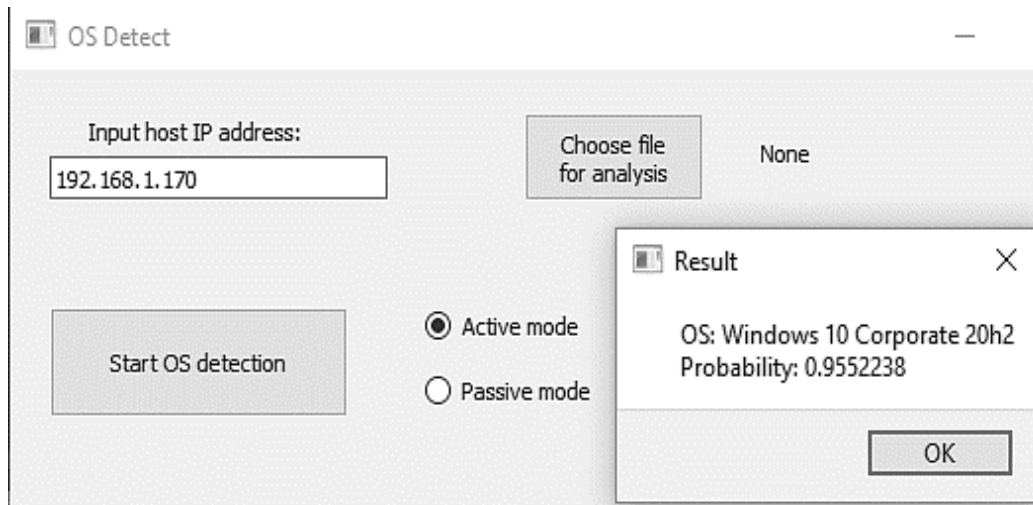 OS Detect
Input host IP address:
192.168.1.170
Choose file
for analysis
None
Start OS detection
Active mode
Passive mode
Result
OS: Windows 10 Corporate 20h2
Probability: 0.9552238
OK